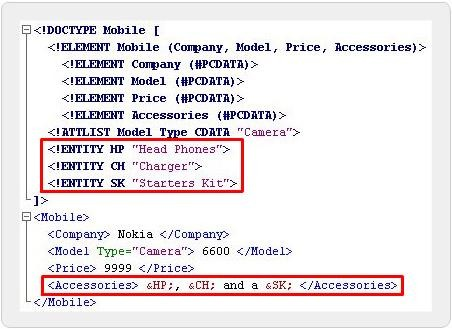 <!DOCTYPE Mobile [
<!ELEMENT Mobile (Company, Model, Price, Accessories)>
<!ELEMENT Company (#PCDATA)>
<!ELEMENT Model (#PCDATA)>
<!ELEMENT Price (#PCDATA)>
<!ELEMENT Accessories (#PCDATA)>
<!ATTLIST Model Type CDATA "Camera">
<!ENTITY HP "Head Phones">
<!ENTITY CH "Charger">
<!ENTITY SK "Starters Kit">
]>
<Mobile>
<Company> Nokia </Company>
<Model Type="Camera"> 6600 </Model>
<Price> 9999 </Price>
<Accessories> &HP;, &CH; and a &SK; </Accessories>
</Mobile>